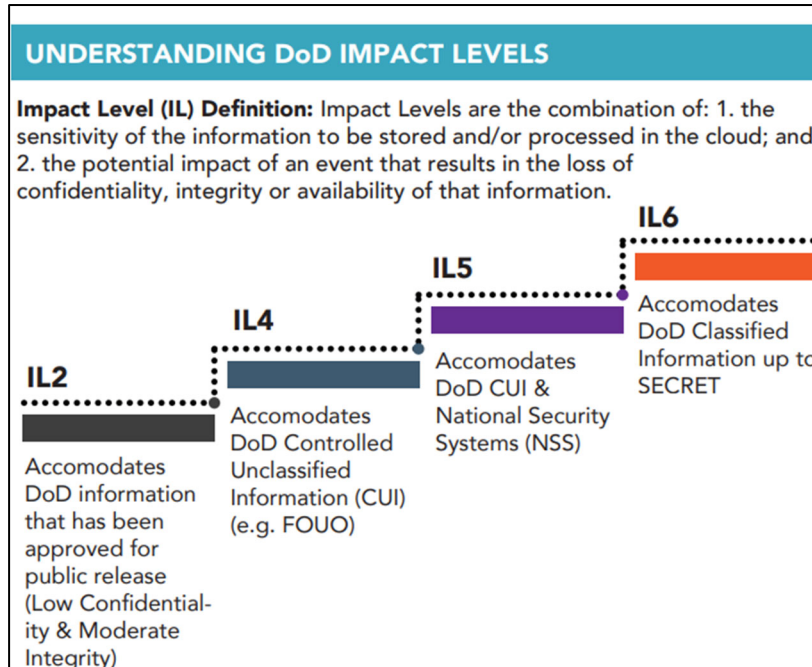 UNDERSTANDING DoD IMPACT LEVELS
Impact Level (IL) Definition: Impact Levels are the combination of: 1. the
sensitivity of the information to be stored and/or processed in the cloud; and
2. the potential impact of an event that results in the loss of
confidentiality, integrity or availability of that information.
IL2
Accomodates
DoD information
that has been
approved for
public release
(Low Confidential-
ity & Moderate
Integrity)
IL4
Accomodates
DoD Controlled
Unclassified
Information (CUI)
(e.g. FOUO)
IL5
Accomodates
DoD CUI &
National Security
Systems (NSS)
IL6
Accomodates
DoD Classified
Information up to
SECRET